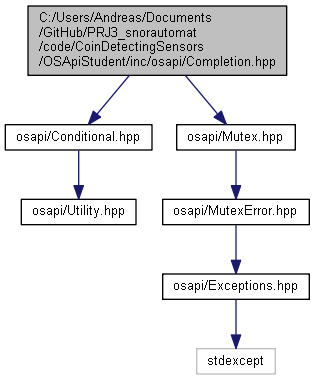 C:/Users/Andreas/Documents
/GitHub/PRJ3_snorautomat
/code/CoinDetectingSensors
/OSApiStudent/inc/osapi/Completion.hpp
osapi/Conditional.hpp
osapi/Mutex.hpp
osapi/Utility.hpp
osapi/MutexError.hpp
osapi/Exceptions.hpp
stdexcept